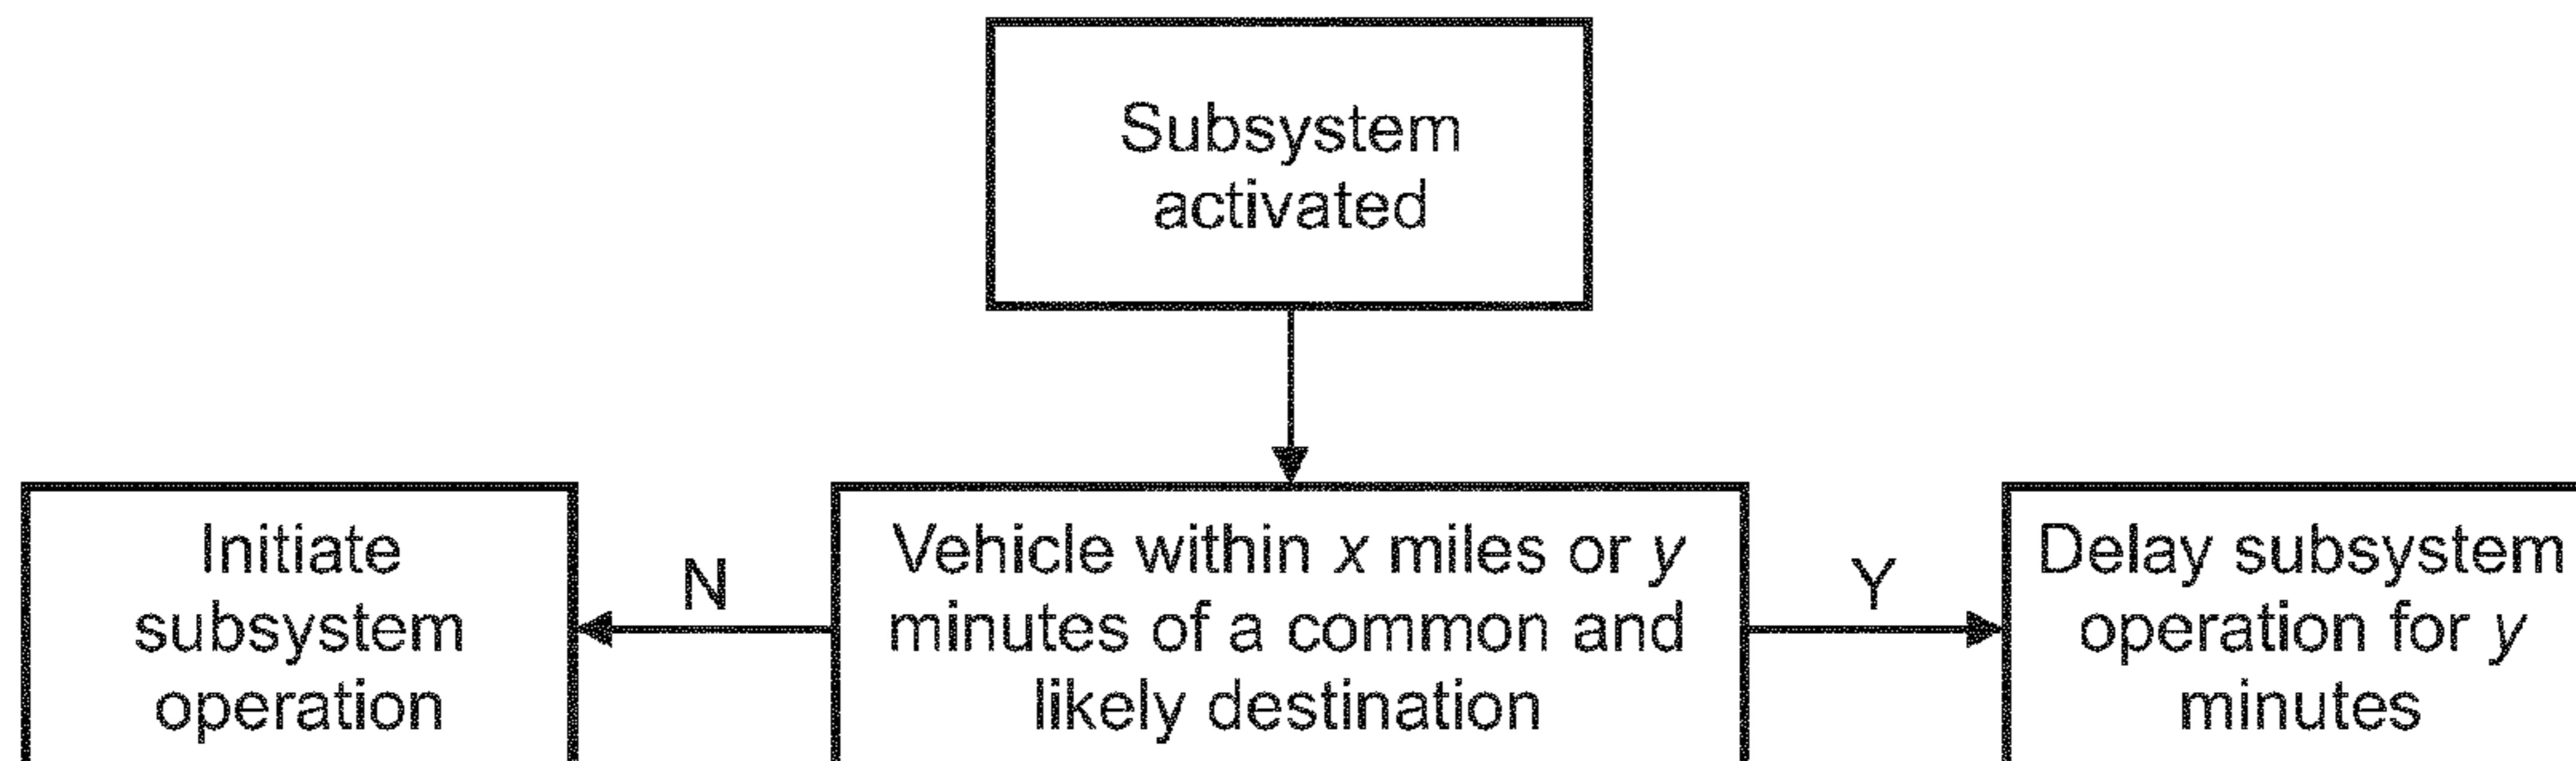 Subsystem
activated
Initiate
subsystem
operation
N
Vehicle within x miles or y
minutes of a common and
likely destination
Y
Delay subsystem
operation for y
minutes